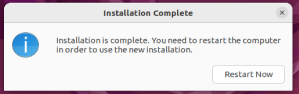 Installation Complete
Installation is complete. You need to restart the computer
in order to use the new installation.
Restart Now